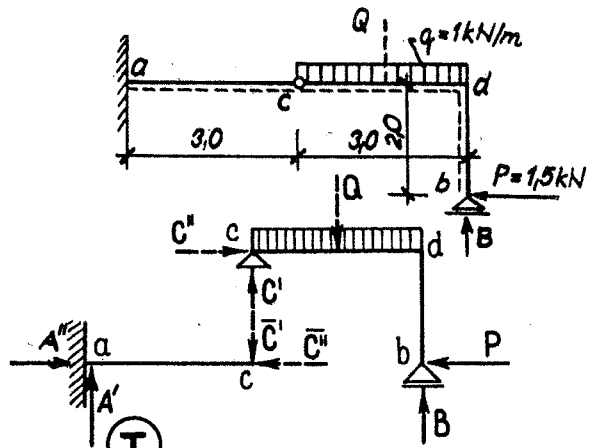 Q
q=1kN/m
a
c
d
3,0
3,0
2,0
b
P=1,5kN
B
Q
C"
c
d
C'
C̄'
A"
a
C̄"
b
P
c
A'
B
I